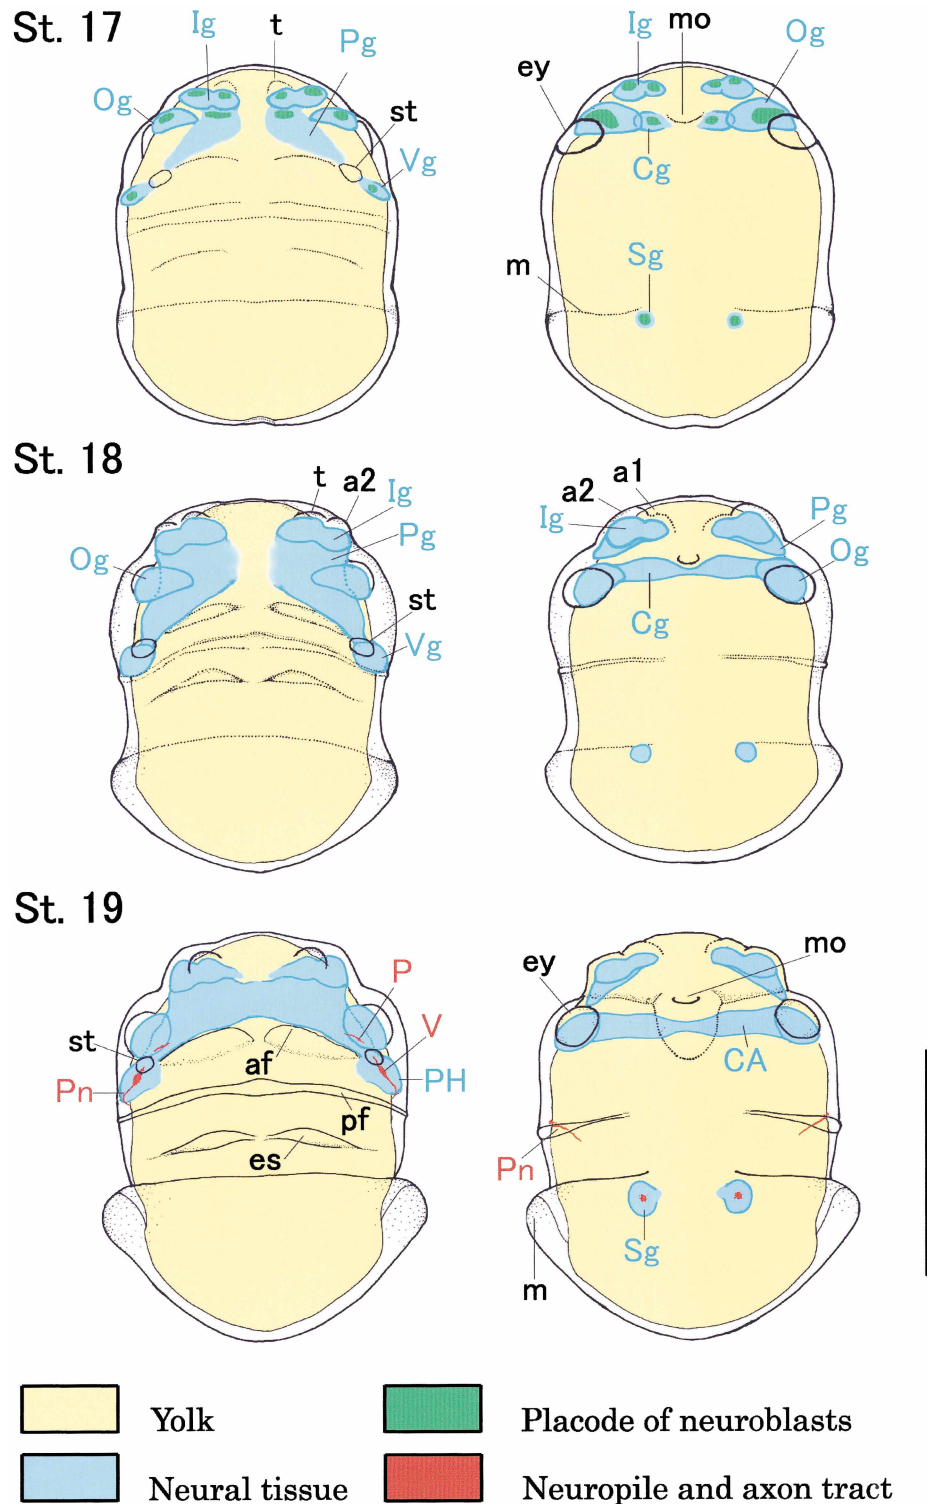 St. 17
Ig
t
Pg
Og
st
Vg
Ig
mo
Og
ey
Cg
Sg
m
St. 18
t
a2
Ig
Pg
Og
st
Vg
a1
a2
Ig
Pg
Og
Cg
St. 19
P
st
af
V
PH
Pn
pf
es
mo
ey
CA
Pn
Sg
m
Yolk
Placode of neuroblasts
Neural tissue
Neuropile and axon tract